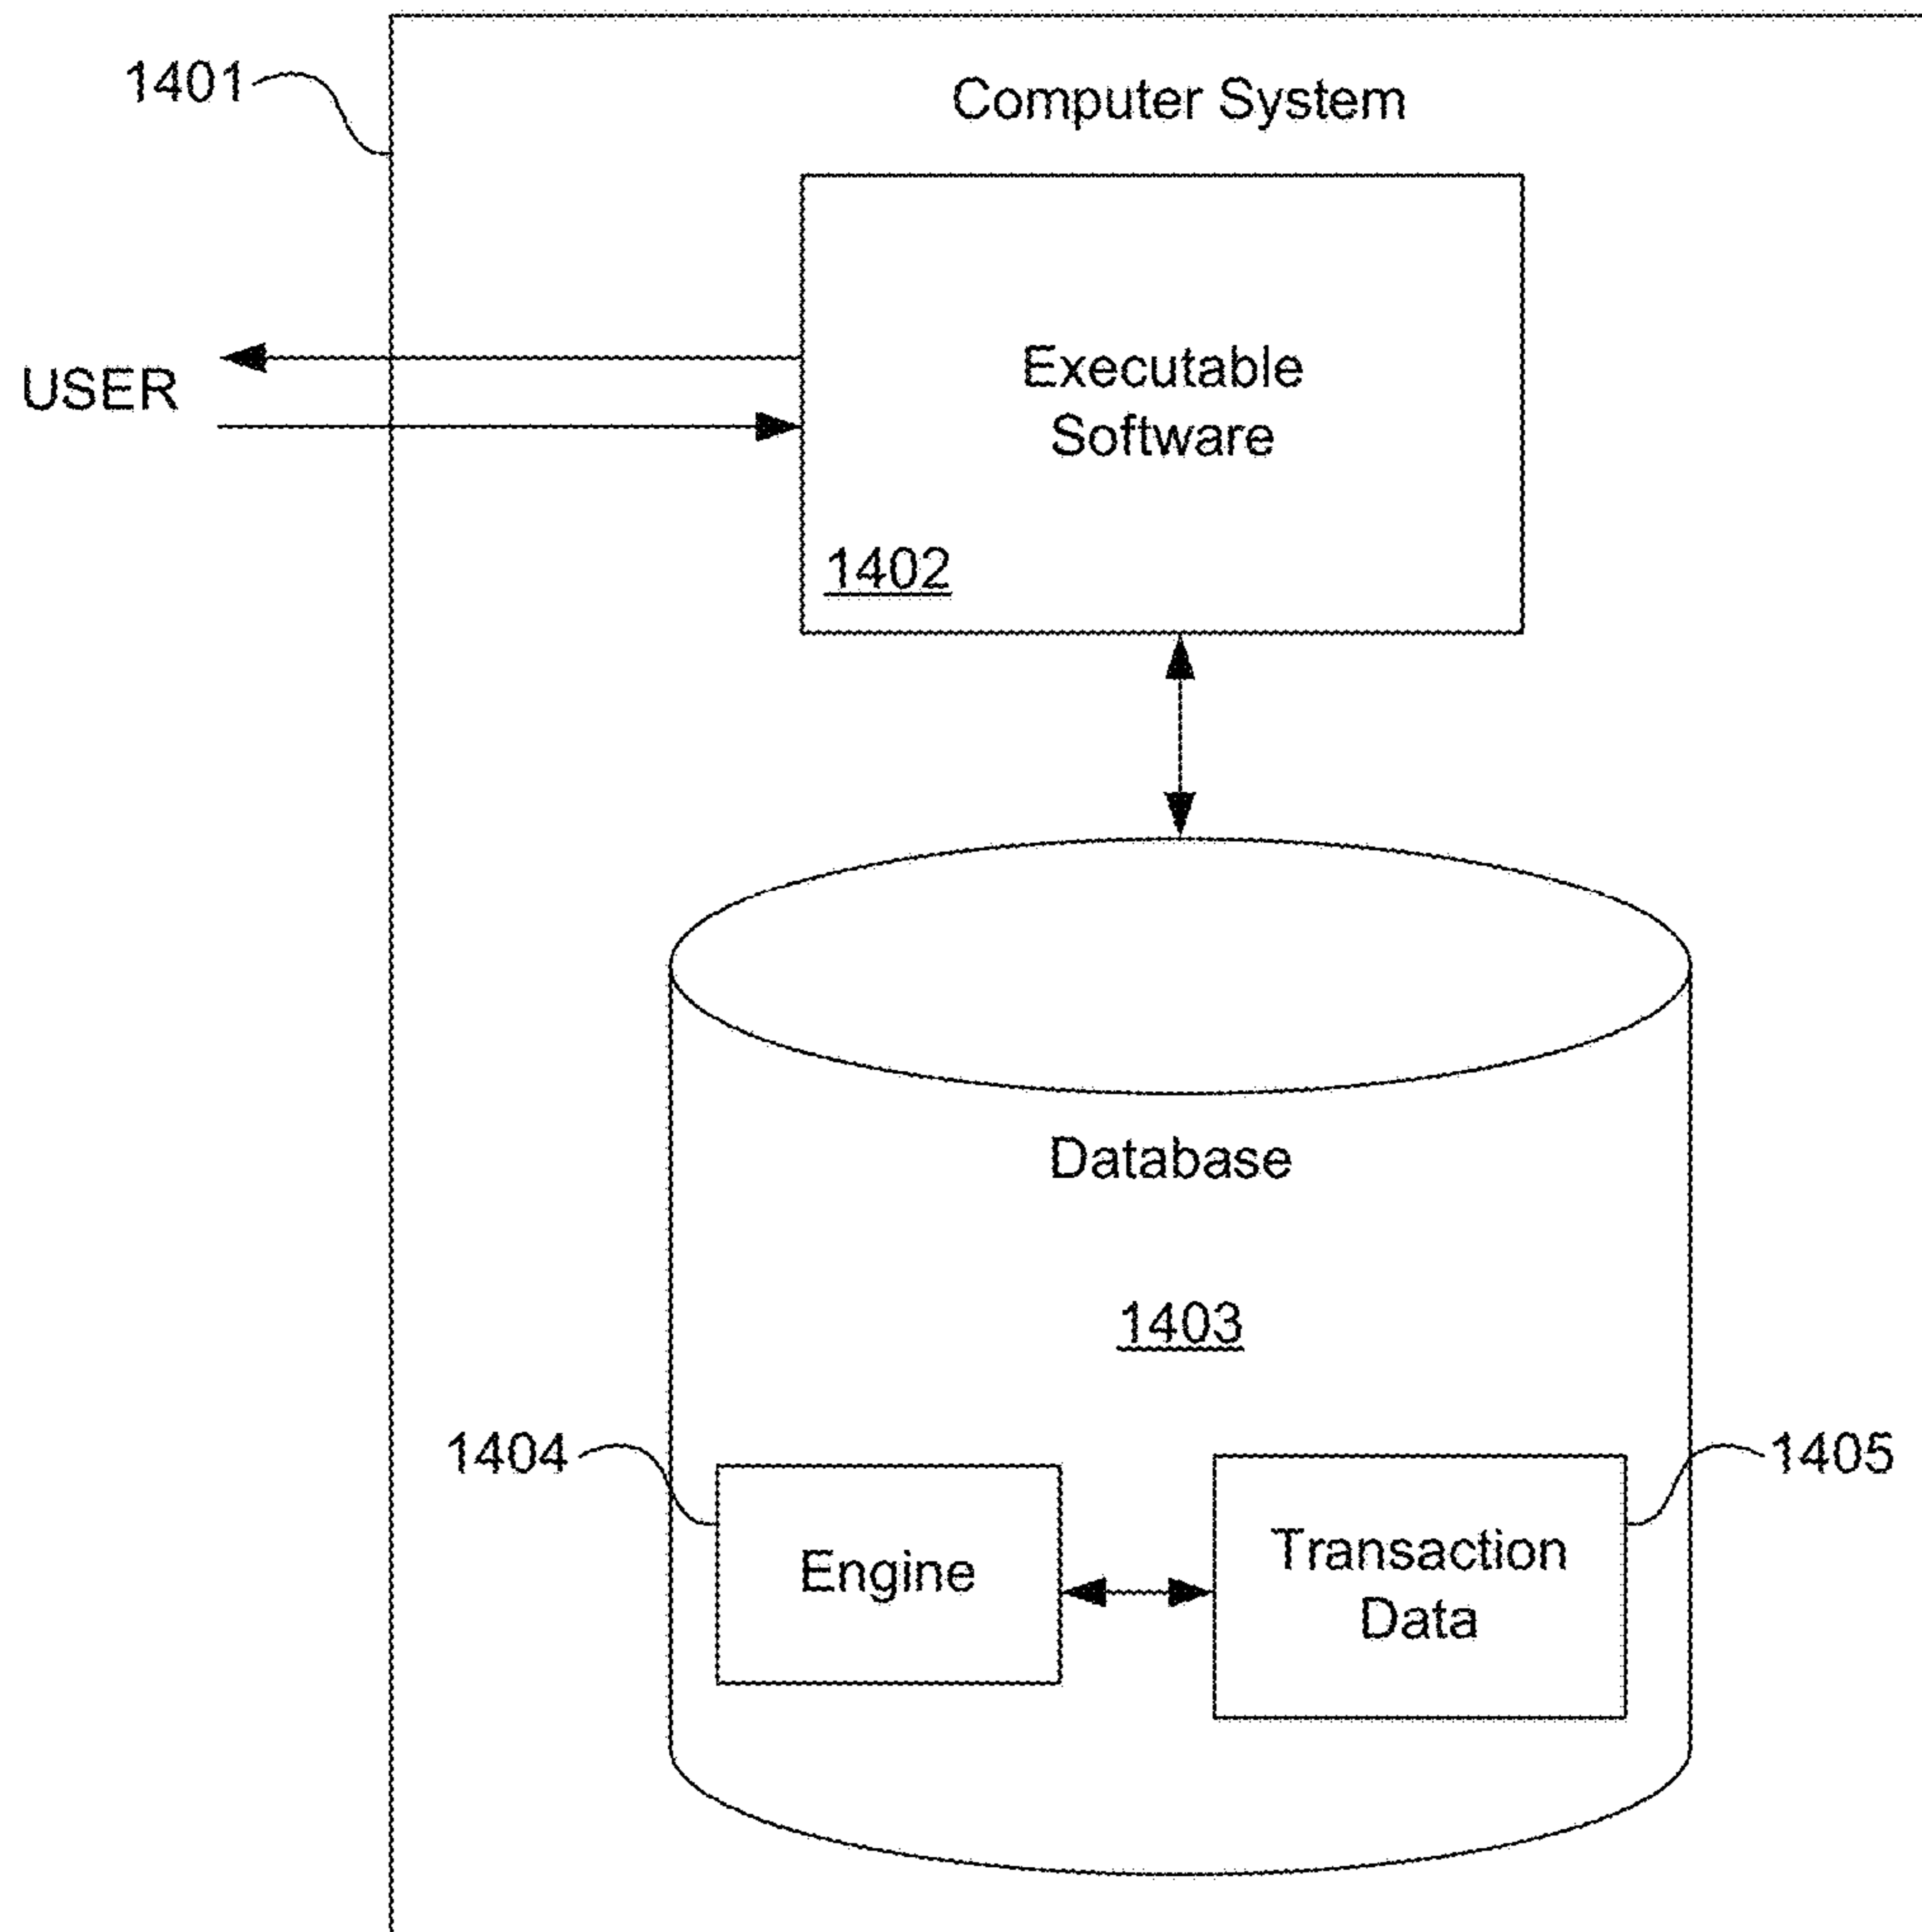 1401
Computer System
USER
Executable
Software
1402
Database
1403
1404
1405
Engine
Transaction
Data